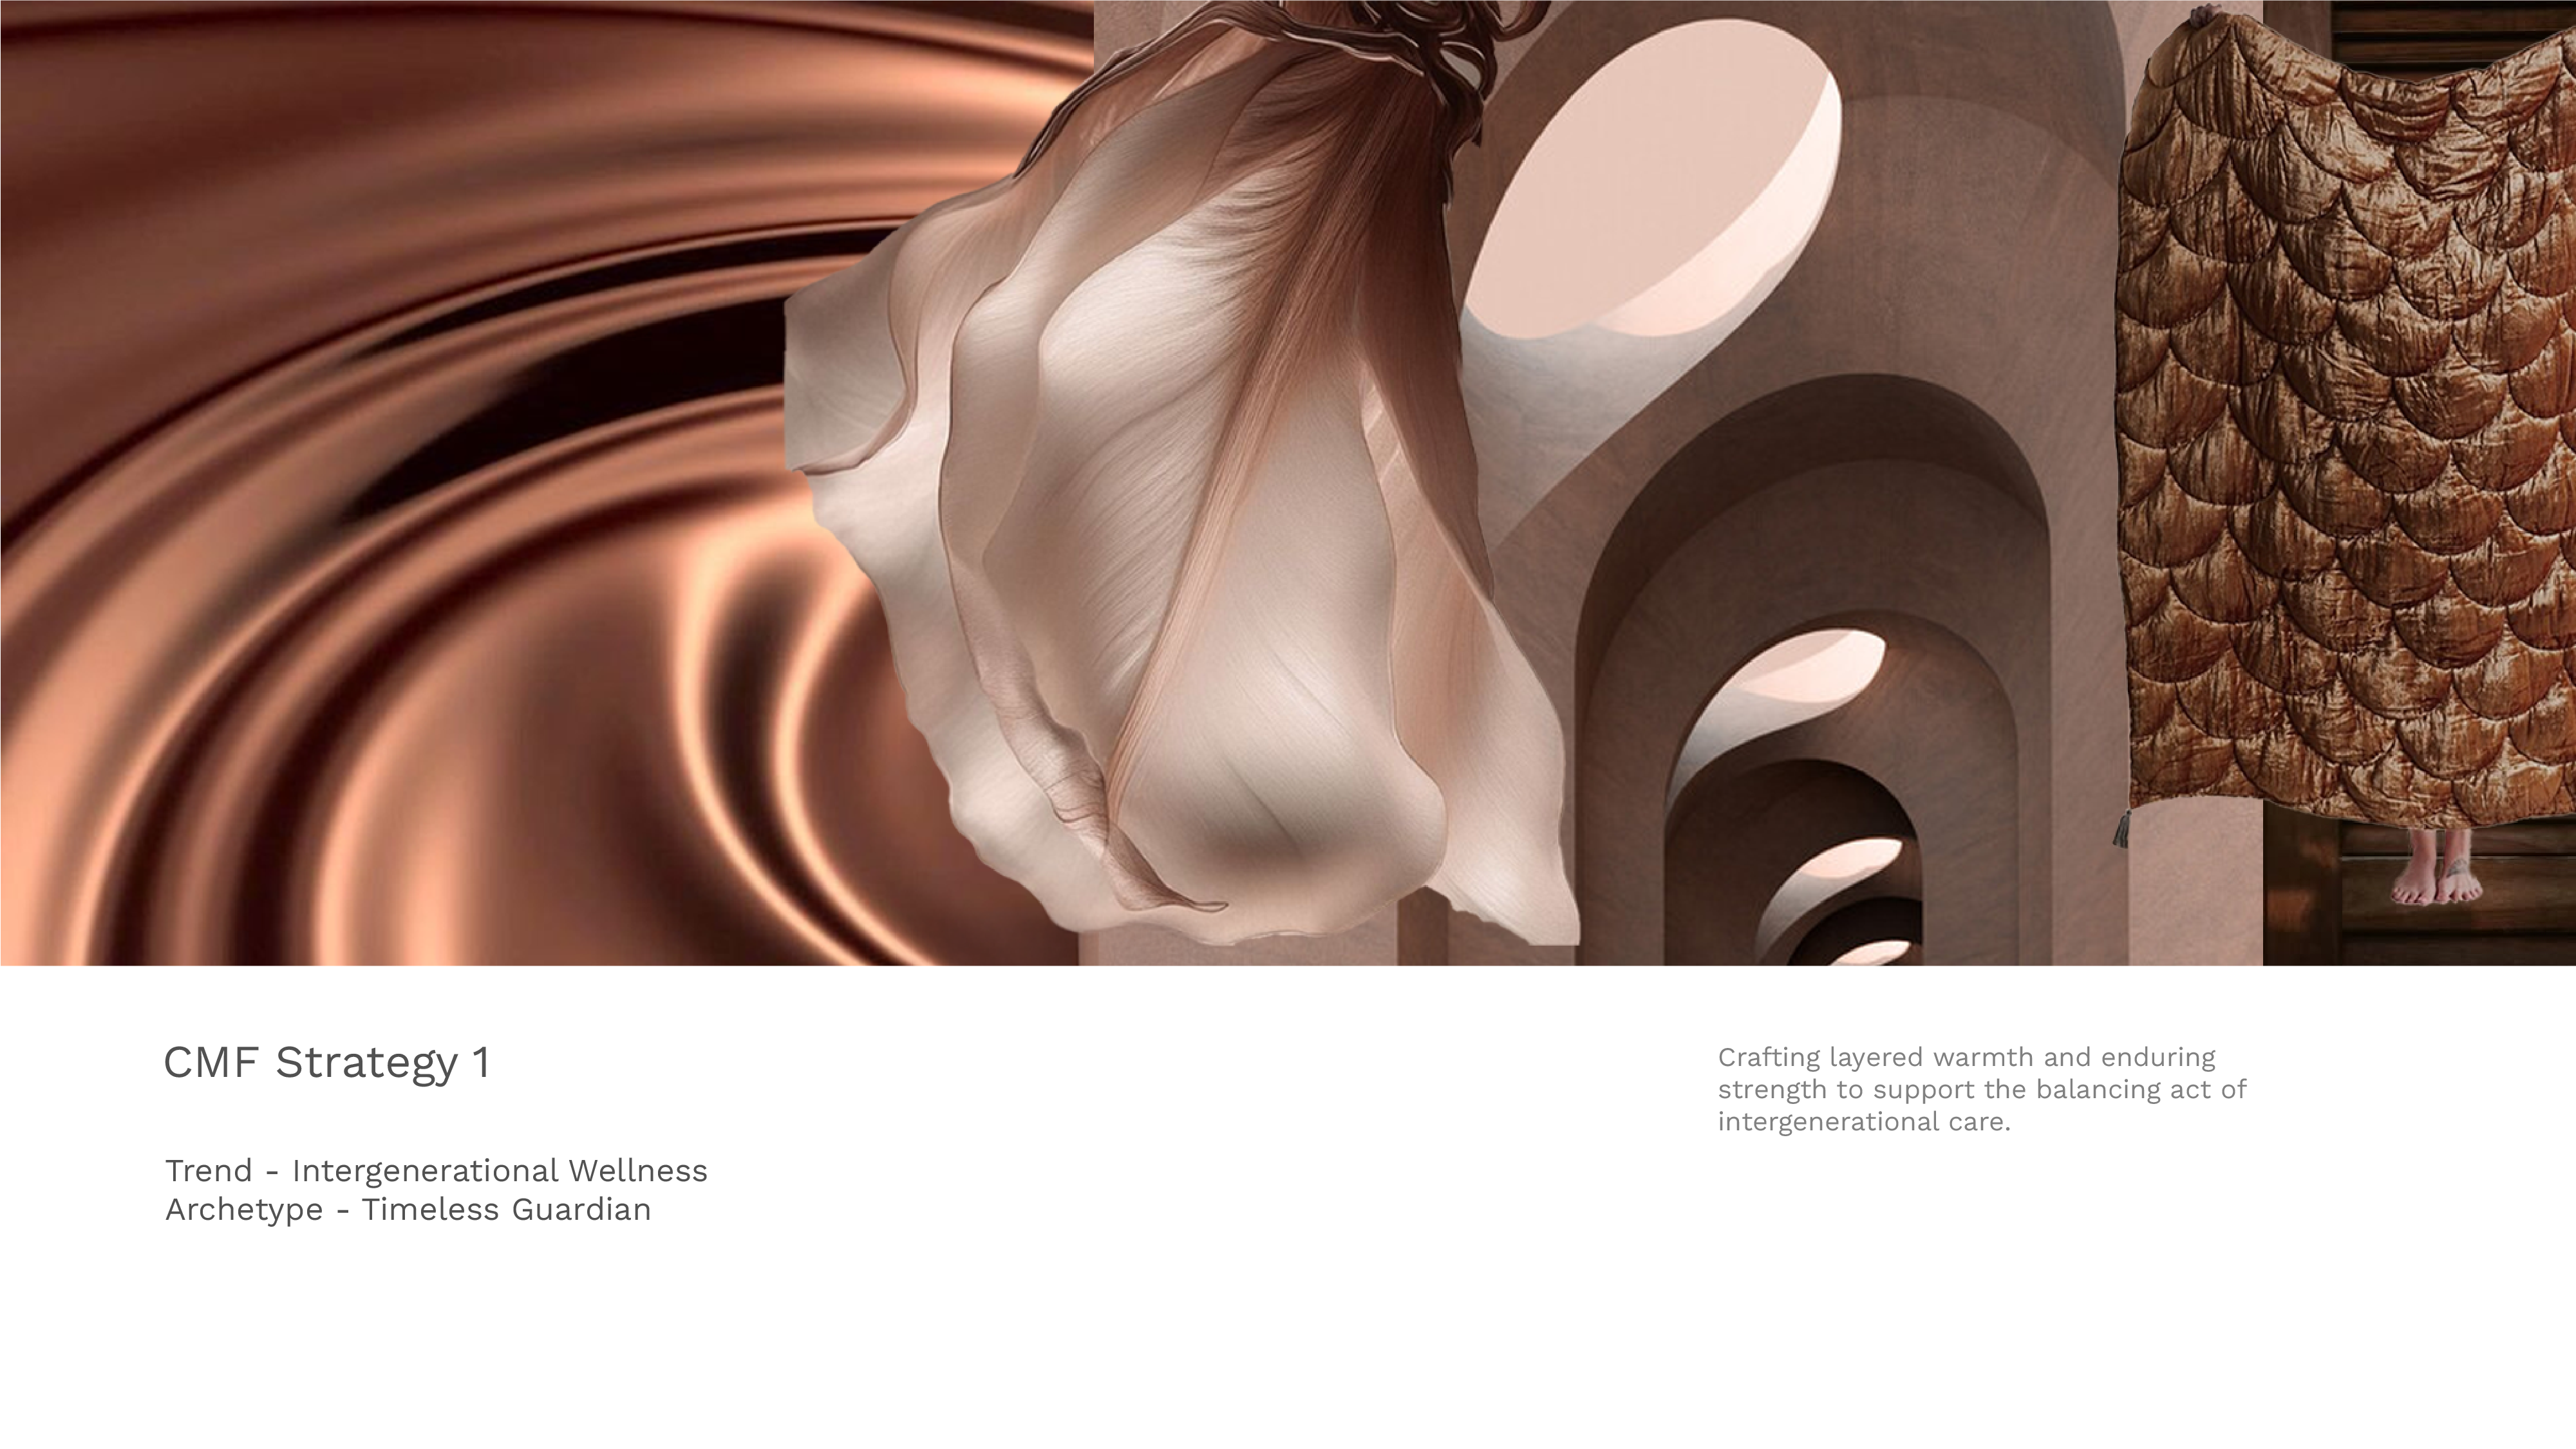 CMF Strategy 1
Trend - Intergenerational Wellness
Archetype - Timeless Guardian
Crafting layered warmth and enduring
strength to support the balancing act of
intergenerational care.